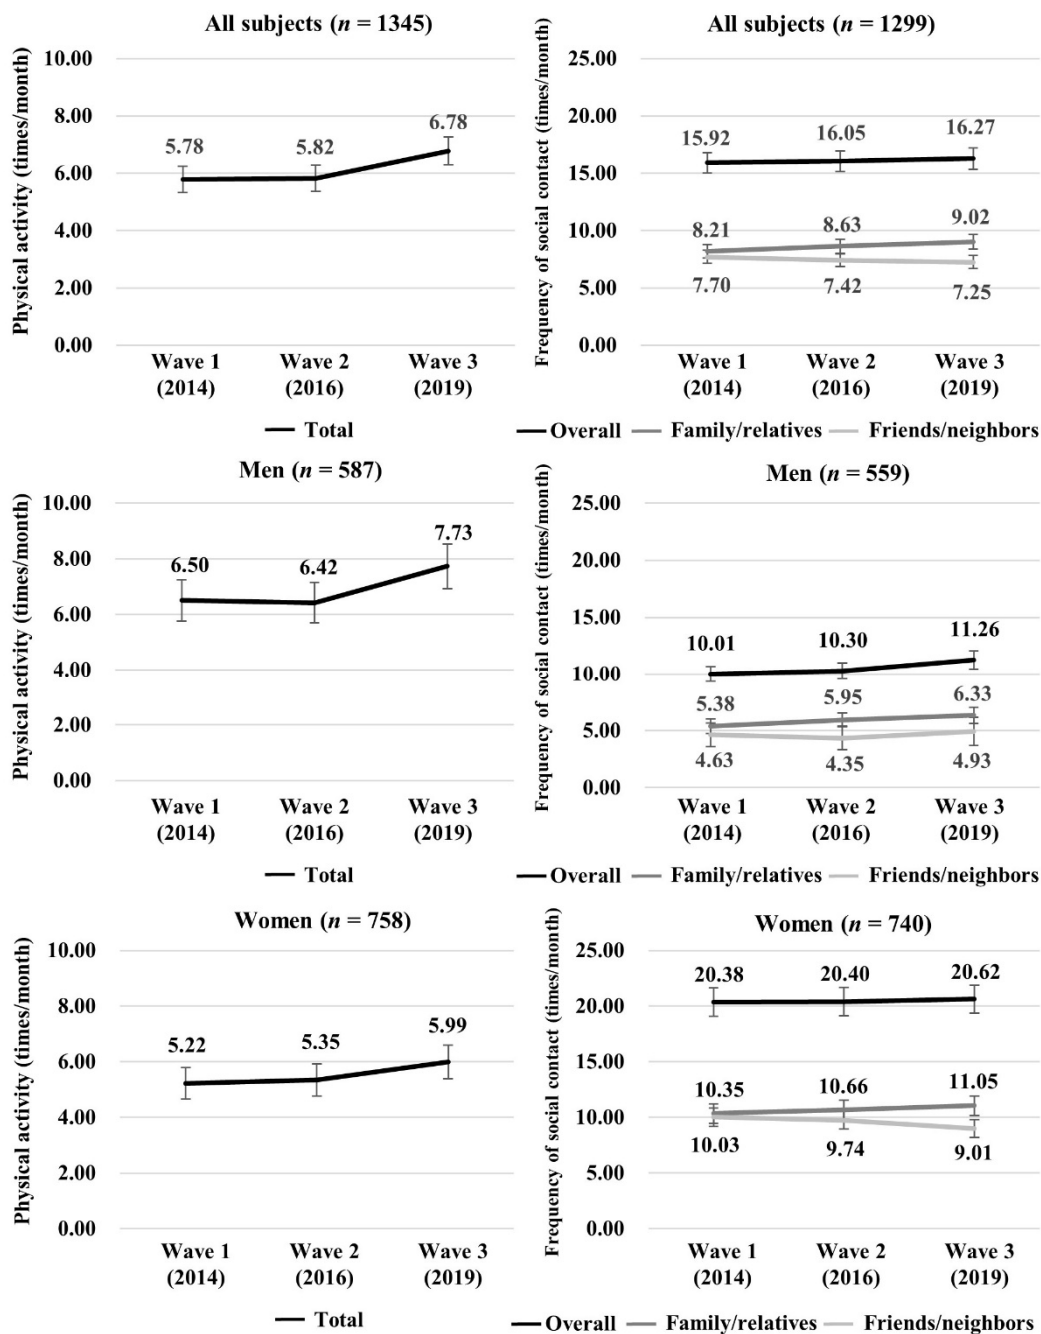 All subjects (n = 1345)
Physical activity (times/month)
10.00
8.00
6.00
4.00
2.00
0.00
5.78
5.82
6.78
Wave 1
(2014)
Wave 2
(2016)
Wave 3
(2019)
Total
All subjects (n = 1299)
Frequency of social contact (times/month)
25.00
20.00
15.00
10.00
5.00
0.00
15.92
16.05
16.27
8.21
8.63
9.02
7.70
7.42
7.25
Wave 1
(2014)
Wave 2
(2016)
Wave 3
(2019)
Overall Family/relatives Friends/neighbors
Men (n = 587)
Physical activity (times/month)
10.00
8.00
6.00
4.00
2.00
0.00
6.50
6.42
7.73
Wave 1
(2014)
Wave 2
(2016)
Wave 3
(2019)
Total
Men (n = 559)
Frequency of social contact (times/month)
25.00
20.00
15.00
10.00
5.00
0.00
10.01
10.30
11.26
5.38
5.95
6.33
4.63
4.35
4.93
Wave 1
(2014)
Wave 2
(2016)
Wave 3
(2019)
Overall Family/relatives Friends/neighbors
Women (n = 758)
Physical activity (times/month)
10.00
8.00
6.00
4.00
2.00
0.00
5.22
5.35
5.99
Wave 1
(2014)
Wave 2
(2016)
Wave 3
(2019)
Total
Women (n = 740)
Frequency of social contact (times/month)
25.00
20.00
15.00
10.00
5.00
0.00
20.38
20.40
20.62
10.35
10.66
11.05
10.03
9.74
9.01
Wave 1
(2014)
Wave 2
(2016)
Wave 3
(2019)
Overall Family/relatives Friends/neighbors